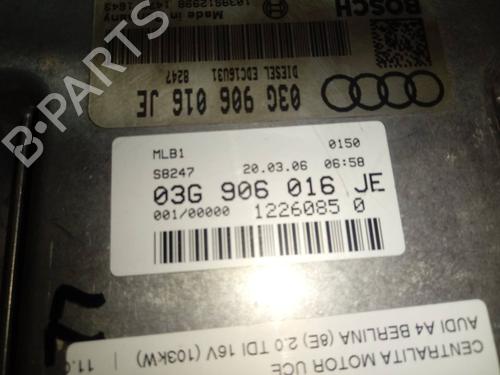 BOSCH
Made in
DIESEL EDC16U31
8247
03G 906 016 JE
MLB1
0150
S8247
20.03.06 06:58
03G 906 016 JE
001/00000 1226085 0
CENTRALITA MOTOR UCE
AUDI A4 BERLINA (8E) 2.0 TDI 16V (103kW)
B-PARTS